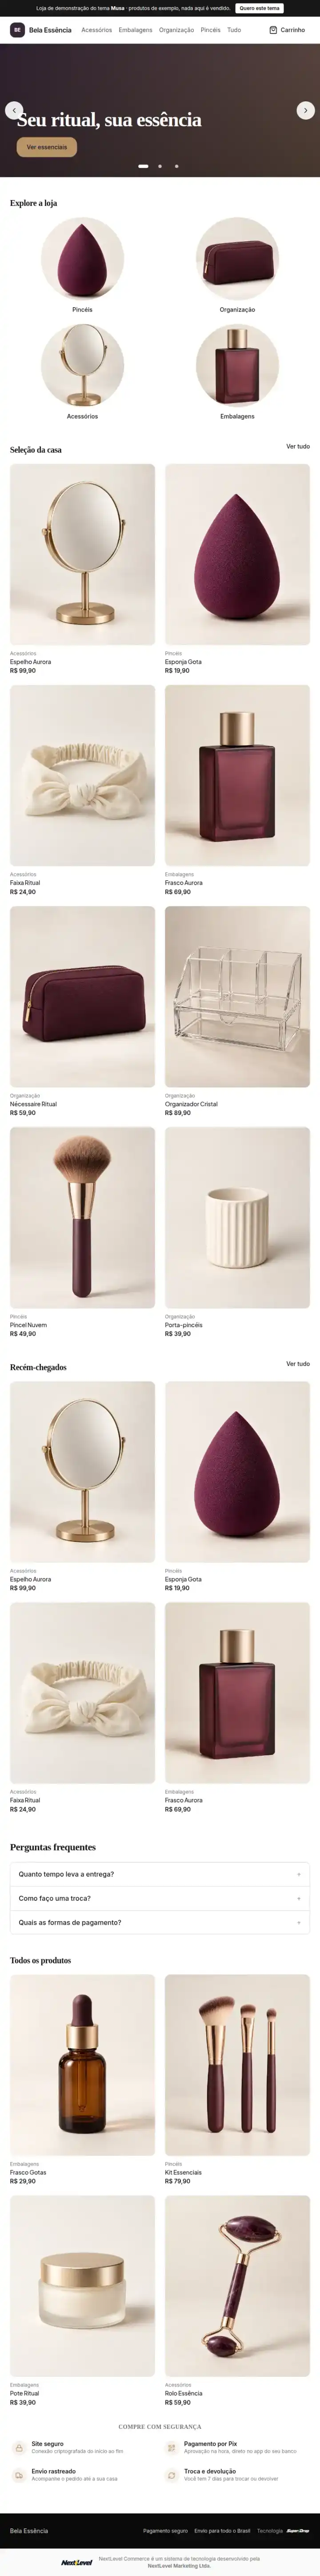 Loja de demonstração do tema Musa · produtos de exemplo, nada aqui é vendido. Quero este tema
BE Bela Essência Acessórios Embalagens Organização Pincéis Tudo Carrinho
Seu ritual, sua essência
Ver essenciais
Explore a loja
Pincéis Organização
Acessórios Embalagens
Seleção da casa Ver tudo
Acessórios Pincéis
Espelho Aurora Esponja Gota
R$ 99,90 R$ 19,90
Acessórios Embalagens
Faixa Ritual Frasco Aurora
R$ 24,90 R$ 69,90
Organização Organização
Nécessaire Ritual Organizador Cristal
R$ 59,90 R$ 89,90
Pincéis Organização
Pincel Nuvem Porta-pincéis
R$ 49,90 R$ 39,90
Recém-chegados Ver tudo
Acessórios Pincéis
Espelho Aurora Esponja Gota
R$ 99,90 R$ 19,90
Acessórios Embalagens
Faixa Ritual Frasco Aurora
R$ 24,90 R$ 69,90
Perguntas frequentes
Quanto tempo leva a entrega? +
Como faço uma troca? +
Quais as formas de pagamento? +
Todos os produtos
Embalagens Pincéis
Frasco Gotas Kit Essenciais
R$ 29,90 R$ 79,90
Embalagens Acessórios
Pote Ritual Rolo Essência
R$ 39,90 R$ 59,90
COMPRE COM SEGURANÇA
Site seguro Pagamento por Pix
Conexão criptografada do início ao fim Aprovação na hora, direto no app do seu banco
Envio rastreado Troca e devolução
Acompanhe o pedido até a sua casa Você tem 7 dias para trocar ou devolver
Bela Essência Pagamento seguro Envio para todo o Brasil Tecnologia Super Drop
NextLevel NextLevel Commerce é um sistema de tecnologia desenvolvido pela
NextLevel Marketing Ltda.